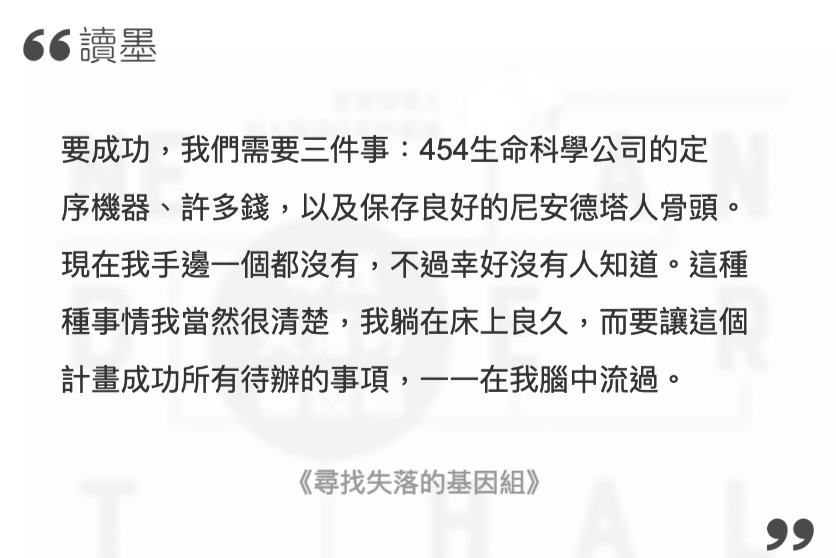 讀墨
要成功，我們需要三件事：454生命科學公司的定
序機器、許多錢，以及保存良好的尼安德塔人骨頭。
現在我手邊一個都沒有，不過幸好沒有人知道。這種
種事情我當然很清楚，我躺在床上良久，而要讓這個
計畫成功所有待辦的事項，一一在我腦中流過。
《尋找失落的基因組》